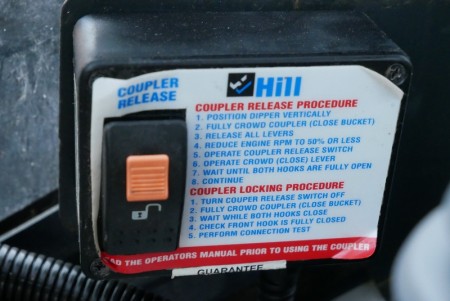 COUPLER
RELEASE
Hill
COUPLER RELEASE PROCEDURE
1. POSITION DIPPER VERTICALLY
2. FULLY CROWD COUPLER (CLOSE BUCKET)
3. RELEASE ALL LEVERS
4. REDUCE ENGINE RPM TO 50% OR LESS
5. OPERATE COUPLER RELEASE SWITCH
6. OPERATE CROWD (CLOSE) LEVER
7. WAIT UNTIL BOTH HOOKS ARE FULLY OPEN
8. CONTINUE
COUPLER LOCKING PROCEDURE
1. TURN COUPER RELEASE SWITCH OFF
2. FULLY CROWD COUPLER (CLOSE BUCKET)
3. WAIT WHILE BOTH HOOKS CLOSE
4. CHECK FRONT HOOK IS FULLY CLOSED
5. PERFORM CONNECTION TEST
AD THE OPERATORS MANUAL PRIOR TO USING THE COUPLER
GUARANTEE